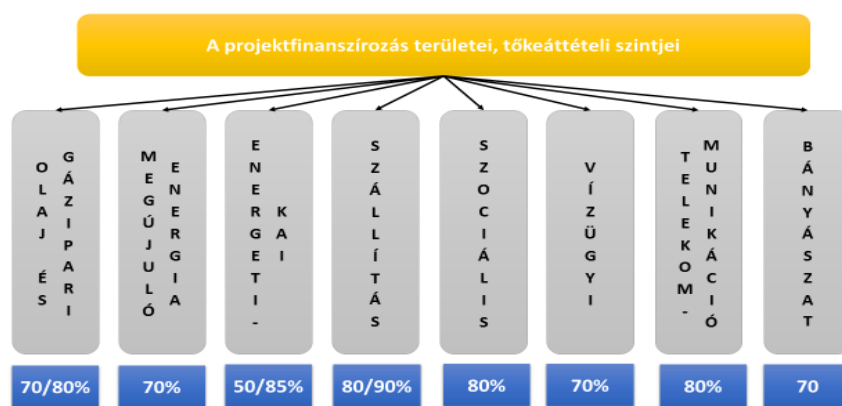 A projektfinanszírozás területei, tőkeáttételi szintjei
OLAJ ÉS
GÁZIPARI
MEGÚJULÓ
ENERGIA
ENERGETI-
KAI
SZÁLLÍTÁS
SZOCIÁLIS
VÍZÜGYI
TELEKOM-
MUNIKÁCIÓ
BÁNYÁSZAT
70/80%
70%
50/85%
80/90%
80%
70%
80%
70